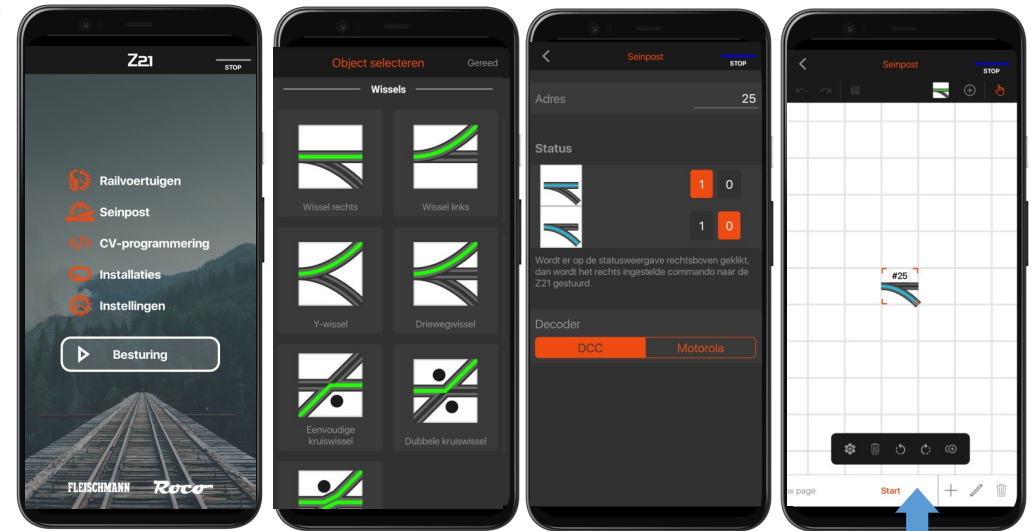 Z21
STOP
Railvoertuigen
Seinpost
CV-programmering
Installaties
Instellingen
Besturing
FLEISCHMANN
Roco
Object selecteren
Gereed
Wissels
Wissel rechts
Wissel links
Y-wissel
Driewegwissel
Eenvoudige
kruiswissel
Dubbele kruiswissel
Seinpost
STOP
Adres
25
Status
1 0
1 0
Wordt er op de statusweergave rechtsboven geklikt,
dan wordt het rechts ingestelde commando naar de
Z21 gestuurd.
Decoder
DCC
Motorola
Seinpost
STOP
#25
w page
Start